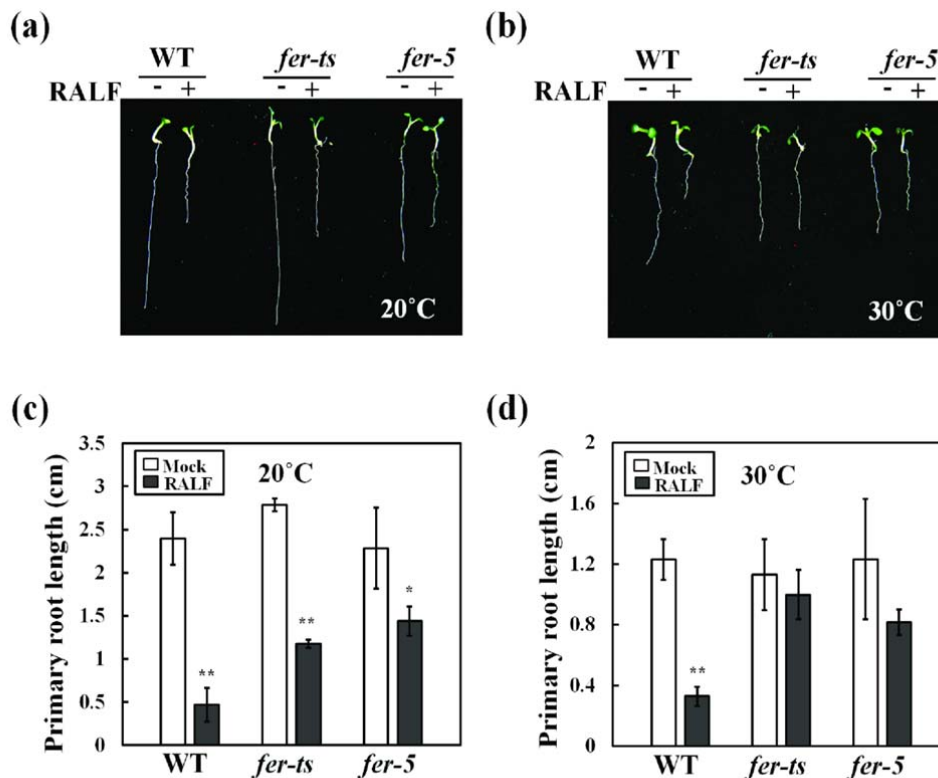 (a)
WT fer-ts fer-5
RALF - + - + - +
20°C
(b)
WT fer-ts fer-5
RALF - + - + - +
30°C
(c)
Primary root length (cm)
3.5
3
2.5
2
1.5
1
0.5
0
Mock
RALF
20°C
**
**
*
WT fer-ts fer-5
(d)
Primary root length (cm)
2
1.6
1.2
0.8
0.4
0
Mock
RALF
30°C
**
WT fer-ts fer-5